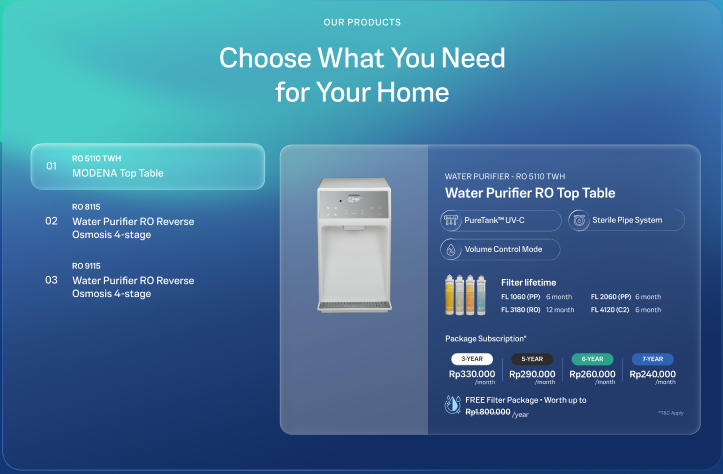 OUR PRODUCTS
Choose What You Need
for Your Home
01
RO 5110 TWH
MODENA Top Table
02
RO 8115
Water Purifier RO Reverse
Osmosis 4-stage
03
RO 9115
Water Purifier RO Reverse
Osmosis 4-stage
WATER PURIFIER - RO 5110 TWH
Water Purifier RO Top Table
PureTank™ UV-C
Sterile Pipe System
Volume Control Mode
Filter lifetime
FL 1060 (PP) 6 month
FL 2060 (PP) 6 month
FL 3180 (RO) 12 month
FL 4120 (C2) 6 month
Package Subscription*
3-YEAR
Rp330.000
/month
5-YEAR
Rp290.000
/month
6-YEAR
Rp260.000
/month
7-YEAR
Rp240.000
/month
FREE Filter Package • Worth up to
Rp1.800.000 /year
*T&C Apply